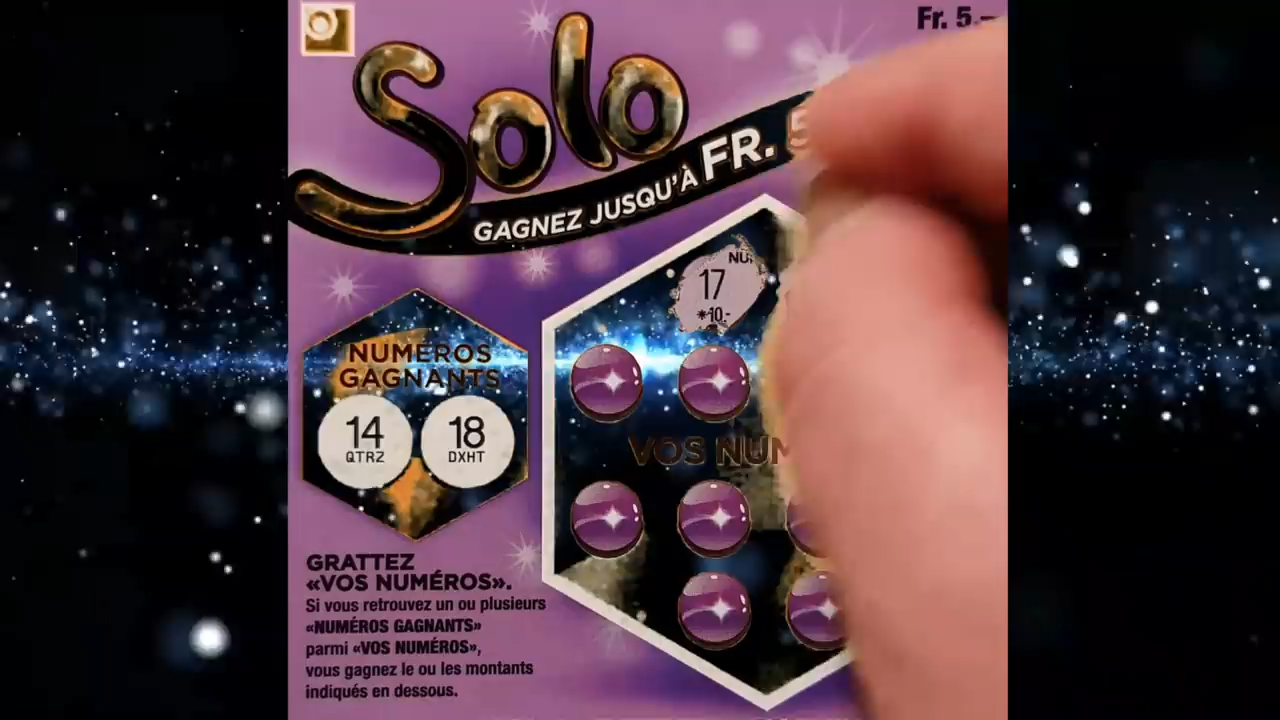 Fr. 5.–
Solo
GAGNEZ JUSQU'À FR. 5
NU
17
*10.-
NUMÉROS
GAGNANTS
14
QTRZ
18
DXHT
VOS NUM
GRATTEZ
«VOS NUMÉROS».
Si vous retrouvez un ou plusieurs
«NUMÉROS GAGNANTS»
parmi «VOS NUMÉROS»,
vous gagnez le ou les montants
indiqués en dessous.